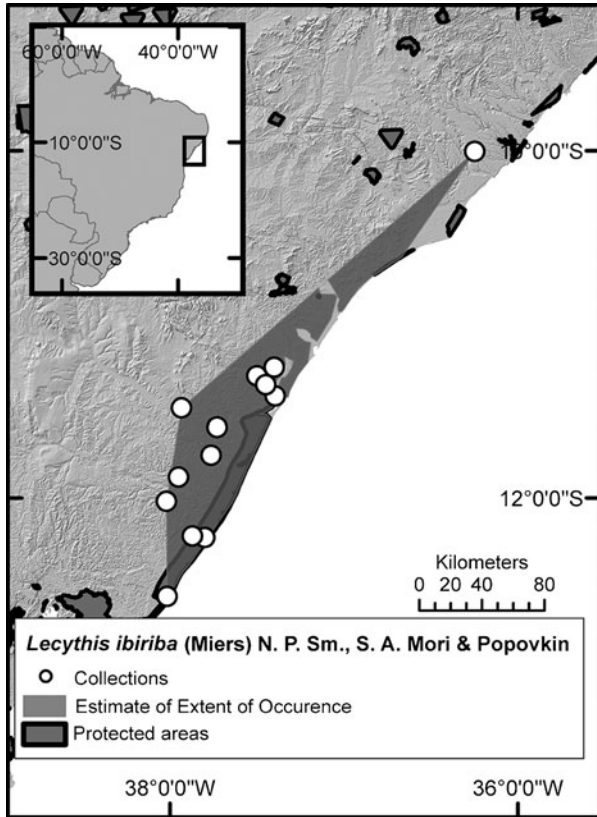 60°0'0"W 40°0'0"W
10°0'0"S
30°0'0"S
10°0'0"S
12°0'0"S
Kilometers
0 20 40 80
Lecythis ibiriba (Miers) N. P. Sm., S. A. Mori & Popovkin
Collections
Estimate of Extent of Occurence
Protected areas
38°0'0"W 36°0'0"W